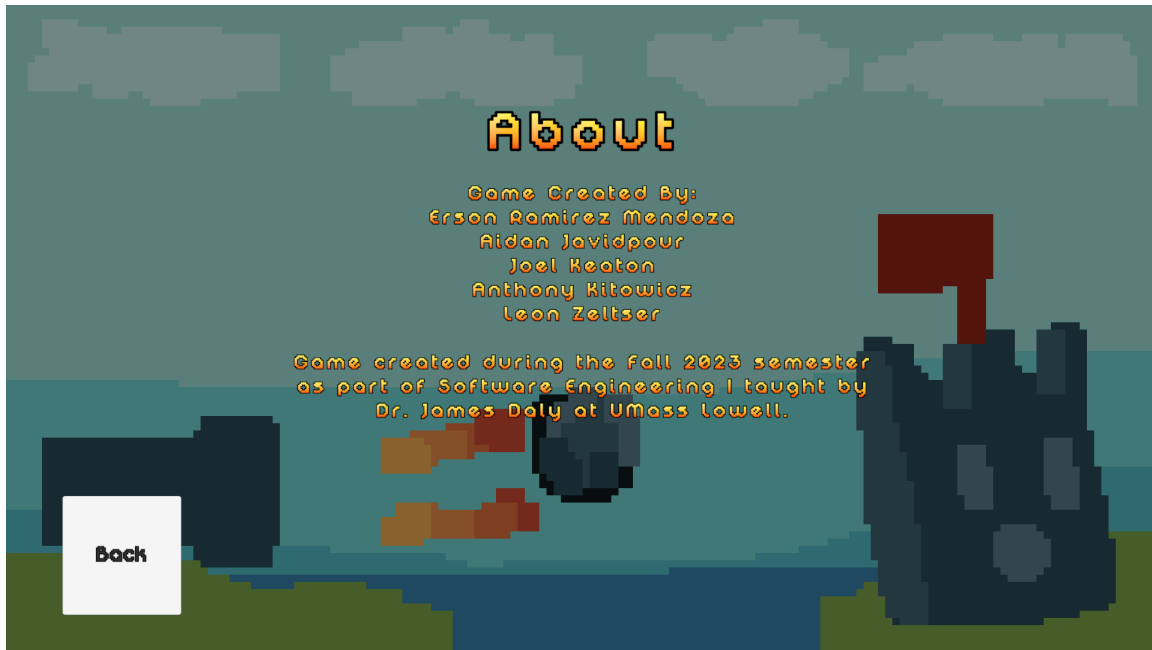 About
Game Created By:
Erson Ramirez Mendoza
Aidan Javidpour
Joel Keaton
Anthony Kitowicz
Leon Zeltser
Game created during the Fall 2023 semester
as part of Software Engineering I taught by
Dr. James Daly at UMass Lowell.
Back